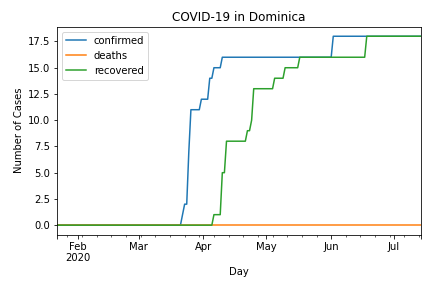 COVID-19 in Dominica
confirmed
deaths
recovered
Number of Cases
17.5
15.0
12.5
10.0
7.5
5.0
2.5
0.0
Feb
2020
Mar
Apr
May
Jun
Jul
Day